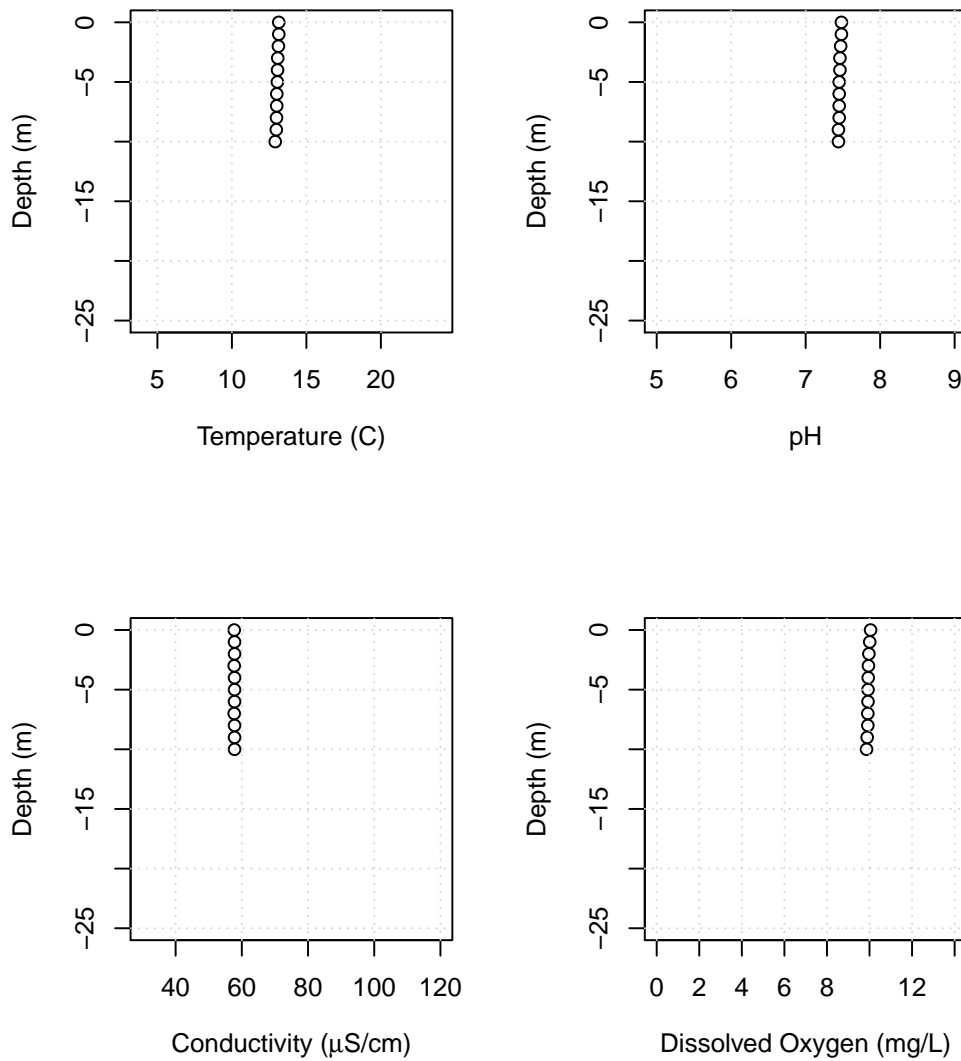 0
−5
−15
−25
Depth (m)
5 10 15 20
Temperature (C)
0
−5
−15
−25
Depth (m)
5 6 7 8 9
pH
0
−5
−15
−25
Depth (m)
40 60 80 100 120
Conductivity (μS/cm)
0
−5
−15
−25
Depth (m)
0 2 4 6 8 12
Dissolved Oxygen (mg/L)